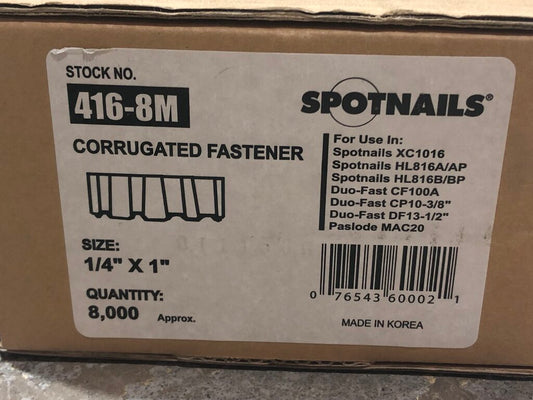 STOCK NO.
416-8M
CORRUGATED FASTENER
SIZE:
1/4" X 1"
QUANTITY:
8,000 Approx.
SPOTNAILS®
For Use In:
Spotnails XC1016
Spotnails HL816A/AP
Spotnails HL816B/BP
Duo-Fast CF100A
Duo-Fast CP10-3/8"
Duo-Fast DF13-1/2"
Paslode MAC20
0 76543 60002 1
MADE IN KOREA